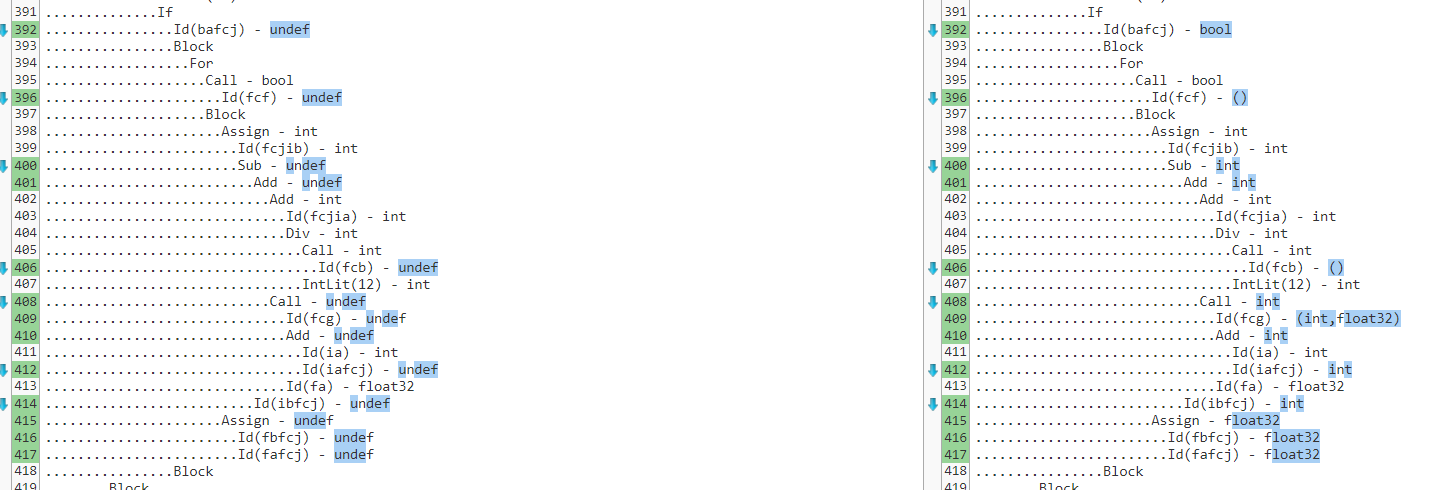 391 ..............If
392 ................Id(bafcj) - undef
393 ................Block
394 ..................For
395 ....................Call - bool
396 ......................Id(fcf) - undef
397 ....................Block
398 ......................Assign - int
399 ........................Id(fcjib) - int
400 ........................Sub - undef
401 ..........................Add - undef
402 ............................Add - int
403 ..............................Id(fcjia) - int
404 ..............................Div - int
405 ................................Call - int
406 ..................................Id(fcb) - undef
407 ................................IntLit(12) - int
408 ............................Call - undef
409 ..............................Id(fcg) - undef
410 ..............................Add - undef
411 ................................Id(ia) - int
412 ................................Id(iafcj) - undef
413 ..............................Id(fa) - float32
414 ..........................Id(ibfcj) - undef
415 ......................Assign - undef
416 ........................Id(fbfcj) - undef
417 ........................Id(fafcj) - undef
418 ................Block
419 Block
391 ..............If
392 ................Id(bafcj) - bool
393 ................Block
394 ..................For
395 ....................Call - bool
396 ......................Id(fcf) - ()
397 ....................Block
398 ......................Assign - int
399 ........................Id(fcjib) - int
400 ........................Sub - int
401 ..........................Add - int
402 ............................Add - int
403 ..............................Id(fcjia) - int
404 ..............................Div - int
405 ................................Call - int
406 ..................................Id(fcb) - ()
407 ................................IntLit(12) - int
408 ............................Call - int
409 ..............................Id(fcg) - (int,float32)
410 ..............................Add - int
411 ................................Id(ia) - int
412 ................................Id(iafcj) - int
413 ..............................Id(fa) - float32
414 ..........................Id(ibfcj) - int
415 ......................Assign - float32
416 ........................Id(fbfcj) - float32
417 ........................Id(fafcj) - float32
418 ................Block
419 Block